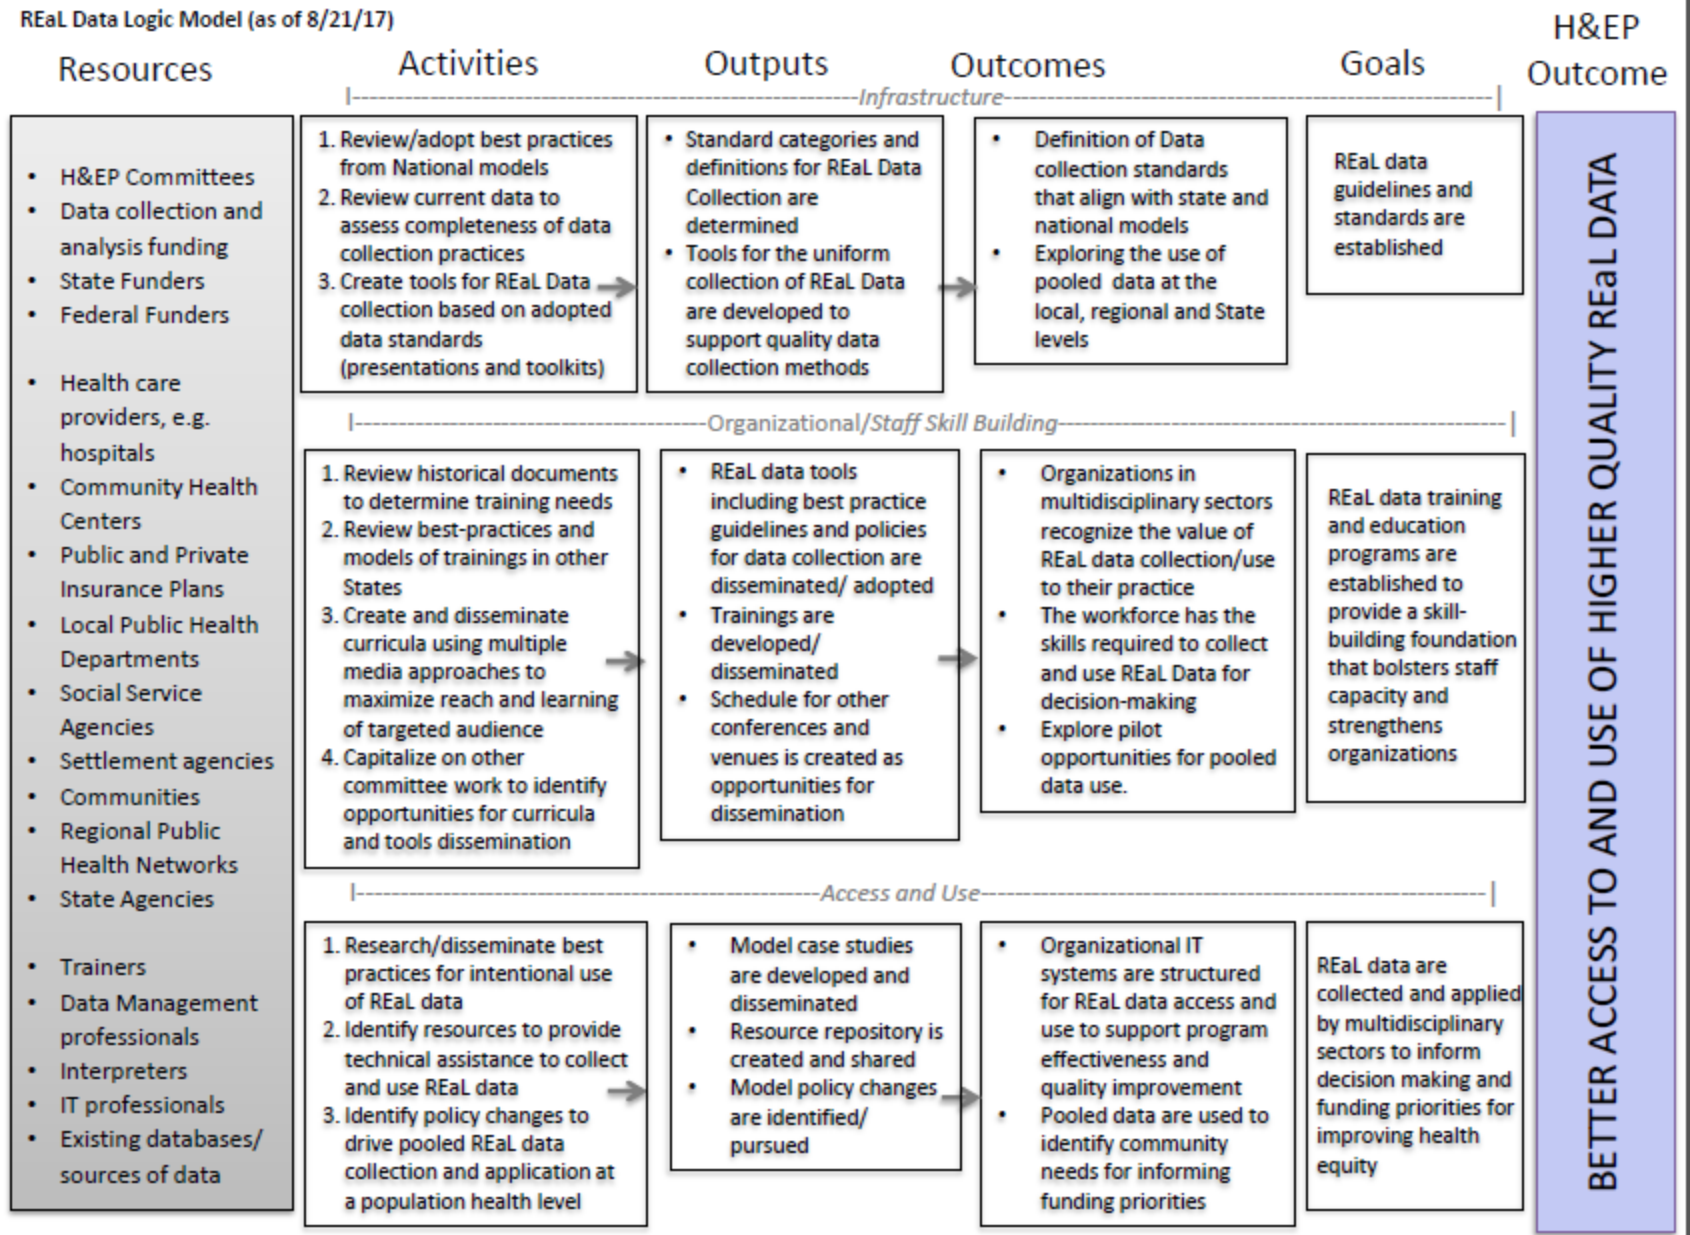 REaL Data Logic Model (as of 8/21/17)
Resources
Activities
Outputs
Outcomes
Goals
H&EP
Outcome
Infrastructure
• H&EP Committees
• Data collection and
analysis funding
• State Funders
• Federal Funders
• Health care
providers, e.g.
hospitals
• Community Health
Centers
• Public and Private
Insurance Plans
• Local Public Health
Departments
• Social Service
Agencies
• Settlement agencies
• Communities
• Regional Public
Health Networks
• State Agencies
• Trainers
• Data Management
professionals
• Interpreters
• IT professionals
• Existing databases/
sources of data
1. Review/adopt best practices
from National models
2. Review current data to
assess completeness of data
collection practices
3. Create tools for REaL Data
collection based on adopted
data standards
(presentations and toolkits)
• Standard categories and
definitions for REaL Data
Collection are
determined
• Tools for the uniform
collection of REaL Data
are developed to
support quality data
collection methods
• Definition of Data
collection standards
that align with state and
national models
• Exploring the use of
pooled data at the
local, regional and State
levels
REaL data
guidelines and
standards are
established
Organizational/Staff Skill Building
1. Review historical documents
to determine training needs
2. Review best-practices and
models of trainings in other
States
3. Create and disseminate
curricula using multiple
media approaches to
maximize reach and learning
of targeted audience
4. Capitalize on other
committee work to identify
opportunities for curricula
and tools dissemination
• REaL data tools
including best practice
guidelines and policies
for data collection are
disseminated/ adopted
• Trainings are
developed/
disseminated
• Schedule for other
conferences and
venues is created as
opportunities for
dissemination
• Organizations in
multidisciplinary sectors
recognize the value of
REaL data collection/use
to their practice
• The workforce has the
skills required to collect
and use REaL Data for
decision-making
• Explore pilot
opportunities for pooled
data use.
REaL data training
and education
programs are
established to
provide a skill-
building foundation
that bolsters staff
capacity and
strengthens
organizations
Access and Use
1. Research/disseminate best
practices for intentional use
of REaL data
2. Identify resources to provide
technical assistance to collect
and use REaL data
3. Identify policy changes to
drive pooled REaL data
collection and application at
a population health level
• Model case studies
are developed and
disseminated
• Resource repository is
created and shared
• Model policy changes
are identified/
pursued
• Organizational IT
systems are structured
for REaL data access and
use to support program
effectiveness and
quality improvement
• Pooled data are used to
identify community
needs for informing
funding priorities
REaL data are
collected and applied
by multidisciplinary
sectors to inform
decision making and
funding priorities for
improving health
equity
BETTER ACCESS TO AND USE OF HIGHER QUALITY REaL DATA